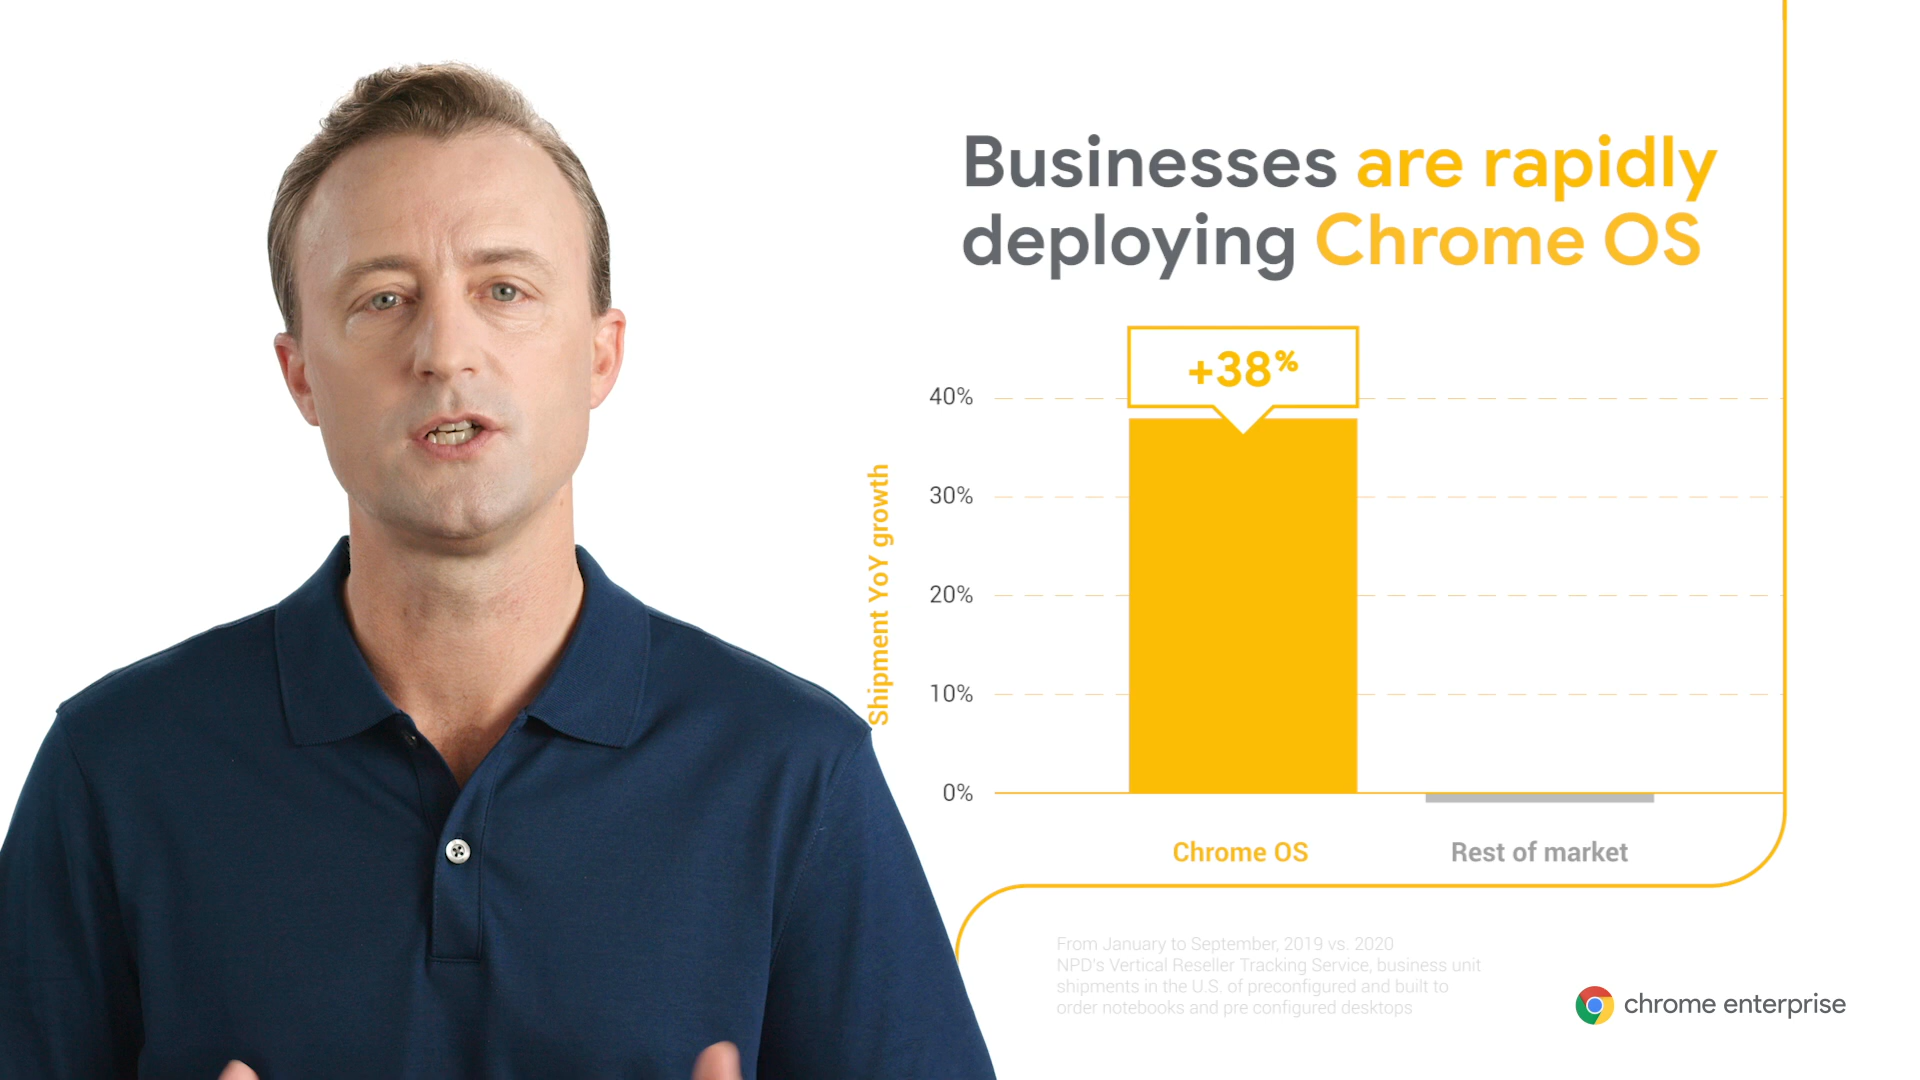 Businesses are rapidly
deploying Chrome OS
+38%
Shipment YoY growth
40%
30%
20%
10%
0%
Chrome OS
Rest of market
From January to September, 2019 vs. 2020
NPD's Vertical Reseller Tracking Service, business unit
shipments in the U.S. of preconfigured and built to
order notebooks and pre configured desktops
chrome enterprise